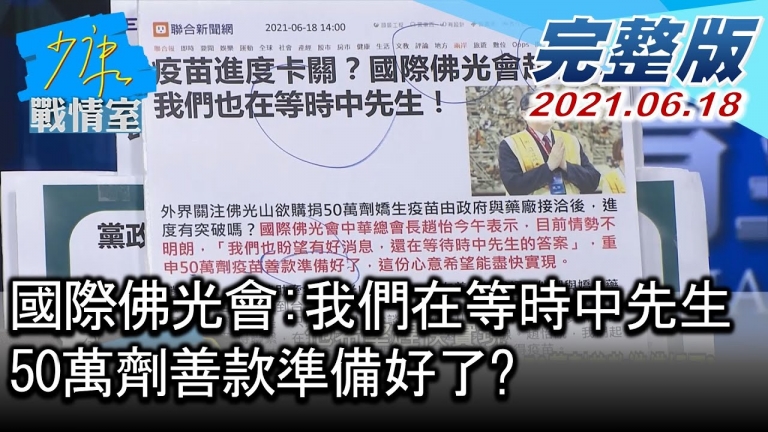 少康
戰情室
聯合新聞網
2021-06-18 14:00
完整版
2021.06.18
疫苗進度卡關？國際佛光會
我們也在等時中先生！
外界關注佛光山欲購捐50萬劑嬌生疫苗由政府與藥廠接洽後，進
度有突破嗎？國際佛光會中華總會長趙怡今午表示，目前情勢不
明朗，「我們也盼望有好消息，還在等待時中先生的答案」，重
申50萬劑疫苗善款準備好了，這份心意希望能盡快實現。
黨政
國際佛光會:我們在等時中先生
50萬劑善款準備好了?